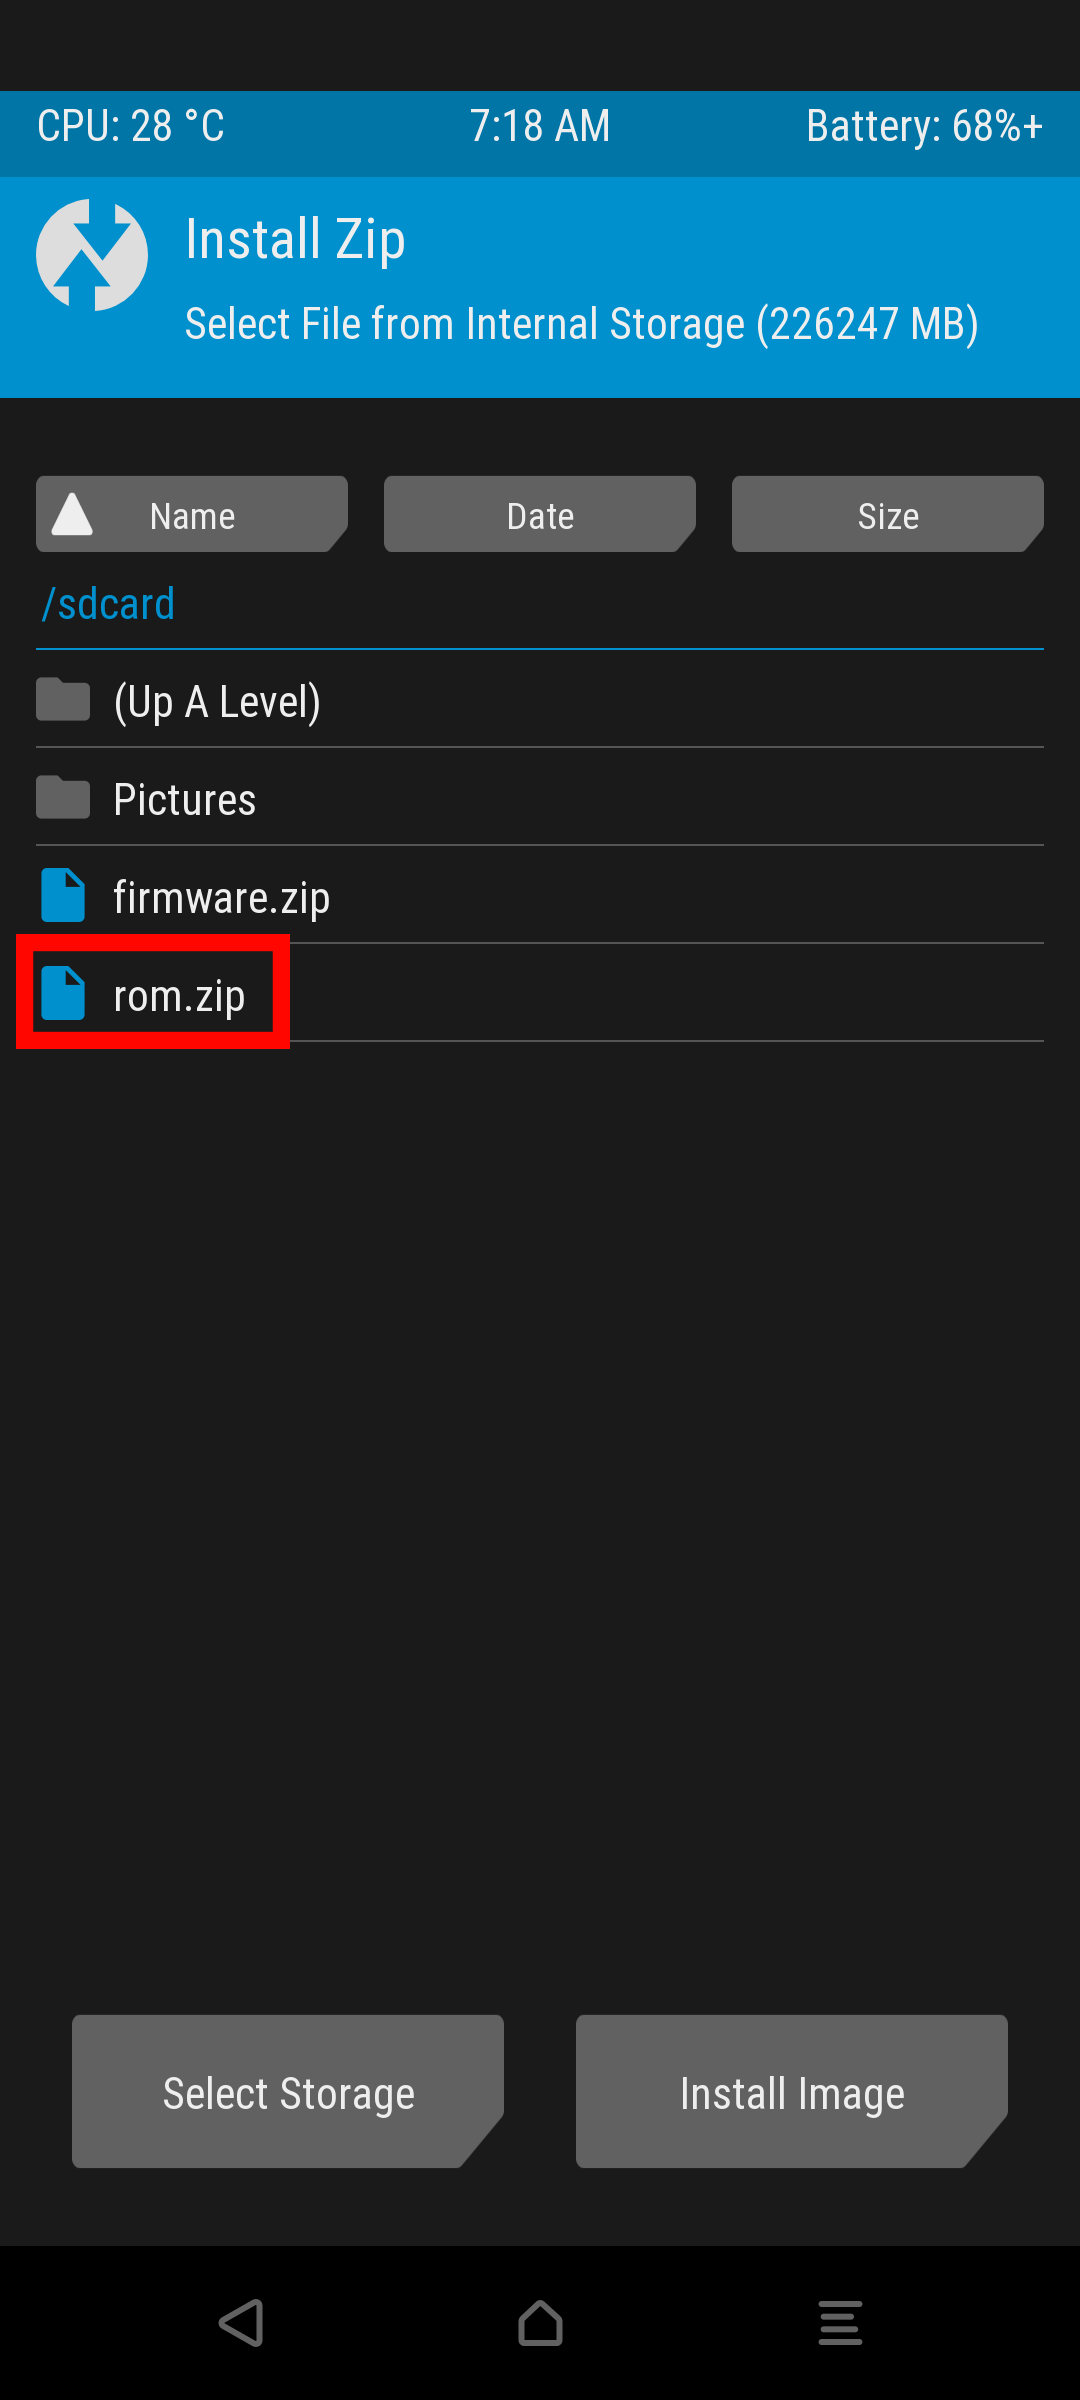 CPU: 28 °C 7:18 AM Battery: 68%+
Install Zip
Select File from Internal Storage (226247 MB)
Name Date Size
/sdcard
(Up A Level)
Pictures
firmware.zip
rom.zip
Select Storage Install Image